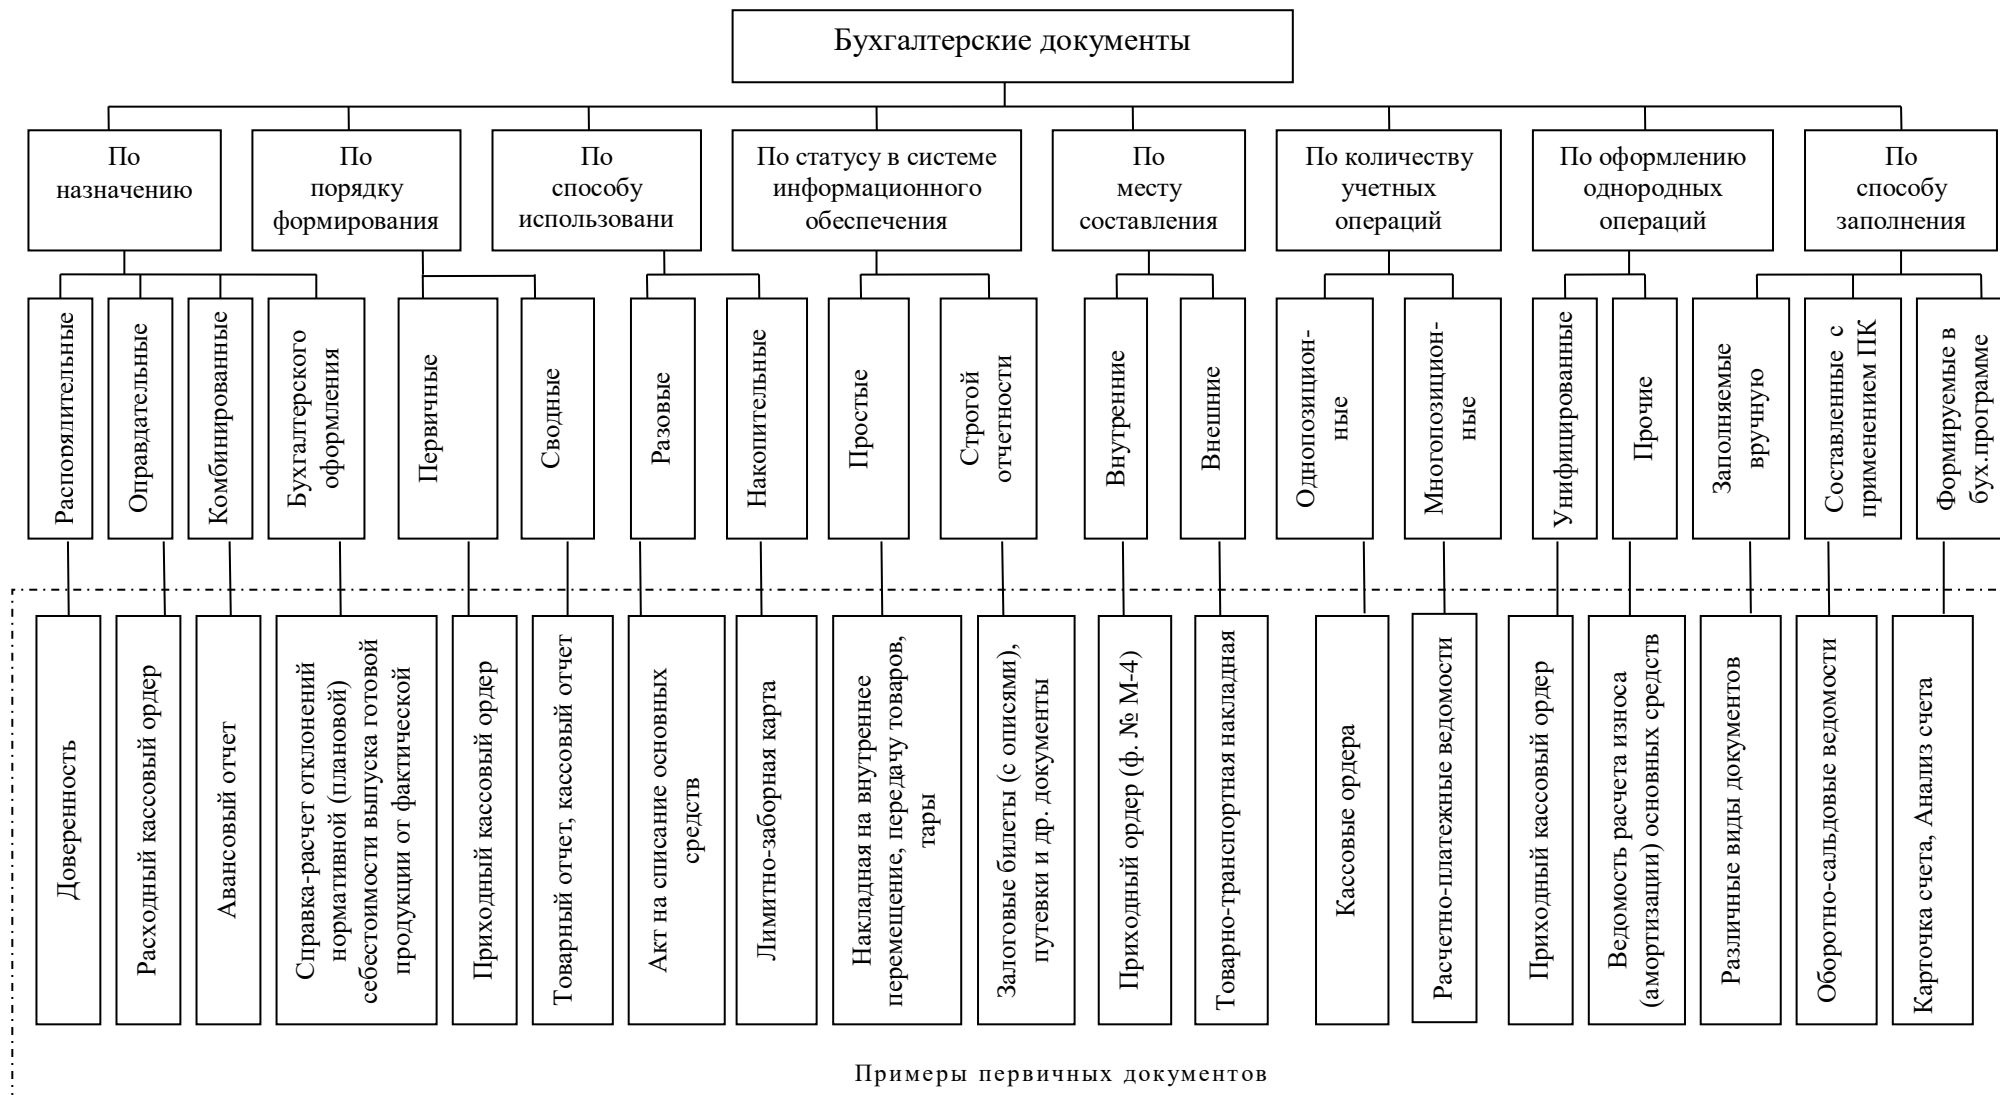 Бухгалтерские документы
По
назначению
По
порядку
формирования
По
способу
использовани
По статусу в системе
информационного
обеспечения
По
месту
составления
По количеству
учетных
операций
По оформлению
однородных
операций
По
способу
заполнения
Распорядительные
Оправдательные
Комбинированные
Бухгалтерского
оформления
Первичные
Сводные
Разовые
Накопительные
Простые
Строгой
отчетности
Внутренние
Внешние
Однопозицион-
ные
Многопозицион-
ные
Унифицированные
Прочие
Заполняемые
вручную
Составленные с
применением ПК
Формируемые в
бух.программе
Доверенность
Расходный кассовый ордер
Авансовый отчет
Справка-расчет отклонений
нормативной (плановой)
себестоимости выпуска готовой
продукции от фактической
Приходный кассовый ордер
Товарный отчет, кассовый отчет
Акт на списание основных
средств
Лимитно-заборная карта
Накладная на внутреннее
перемещение, передачу товаров,
тары
Залоговые билеты (с описями),
путевки и др. документы
Приходный ордер (ф. № М-4)
Товарно-транспортная накладная
Кассовые ордера
Расчетно-платежные ведомости
Приходный кассовый ордер
Ведомость расчета износа
(амортизации) основных средств
Различные виды документов
Оборотно-сальдовые ведомости
Карточка счета, Анализ счета
Примеры первичных документов